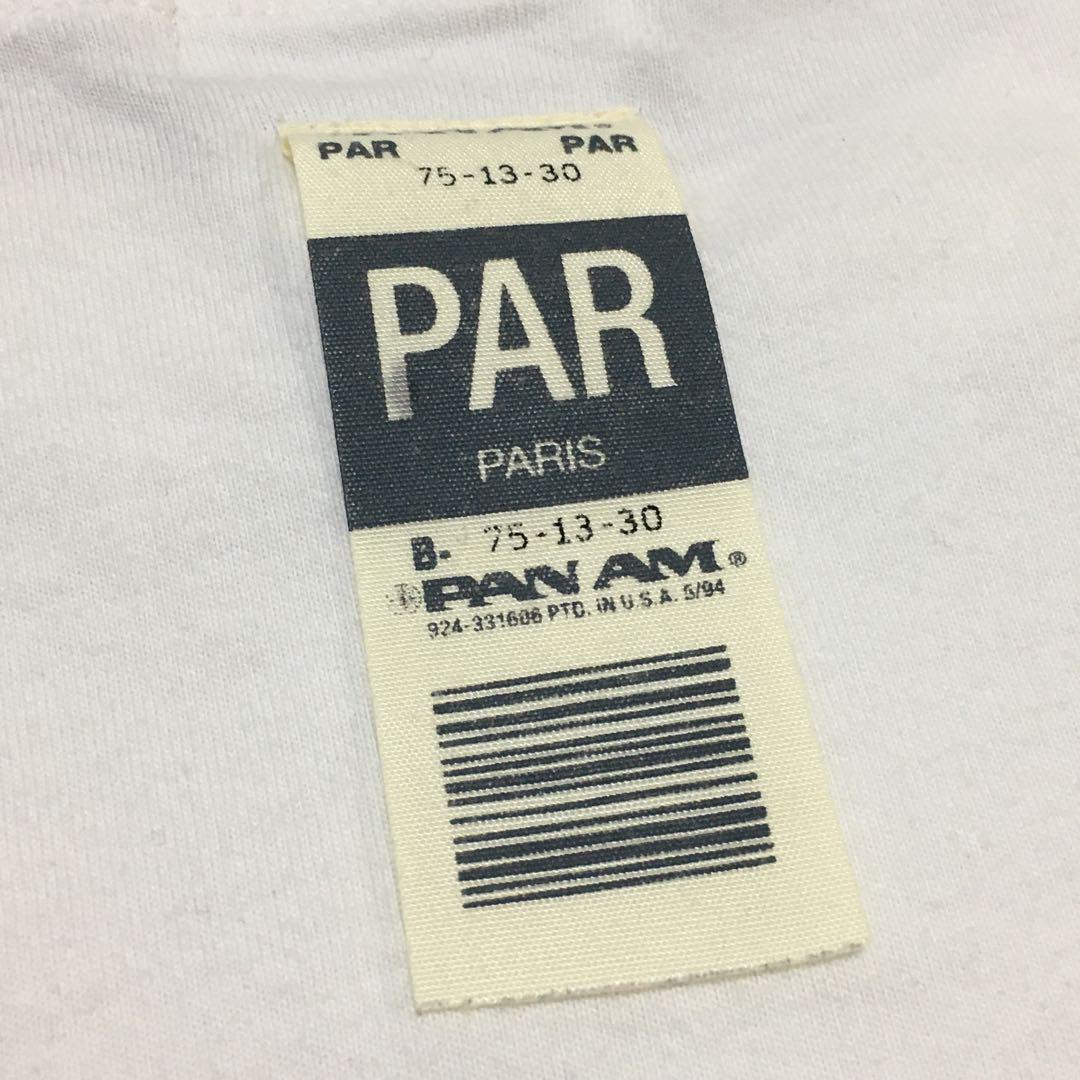 PAR PAR
75-13-30
PAR
PARIS
B- 75-13-30
PAN AM®
924-331606 PTD. IN U.S.A. 5/94